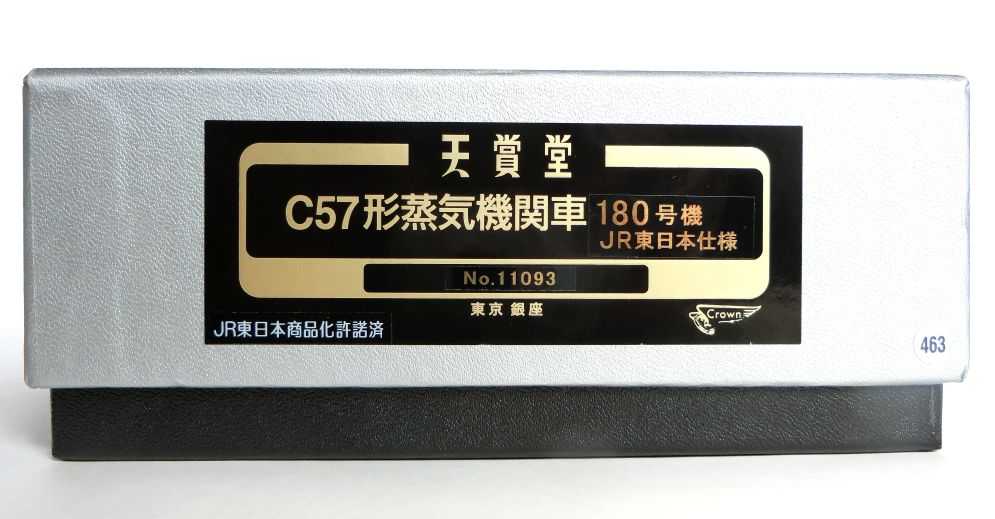 天賞堂
C57形蒸気機関車 180号機
JR東日本仕様
No.11093
東京 銀座
Crown
JR東日本商品化許諾済
463